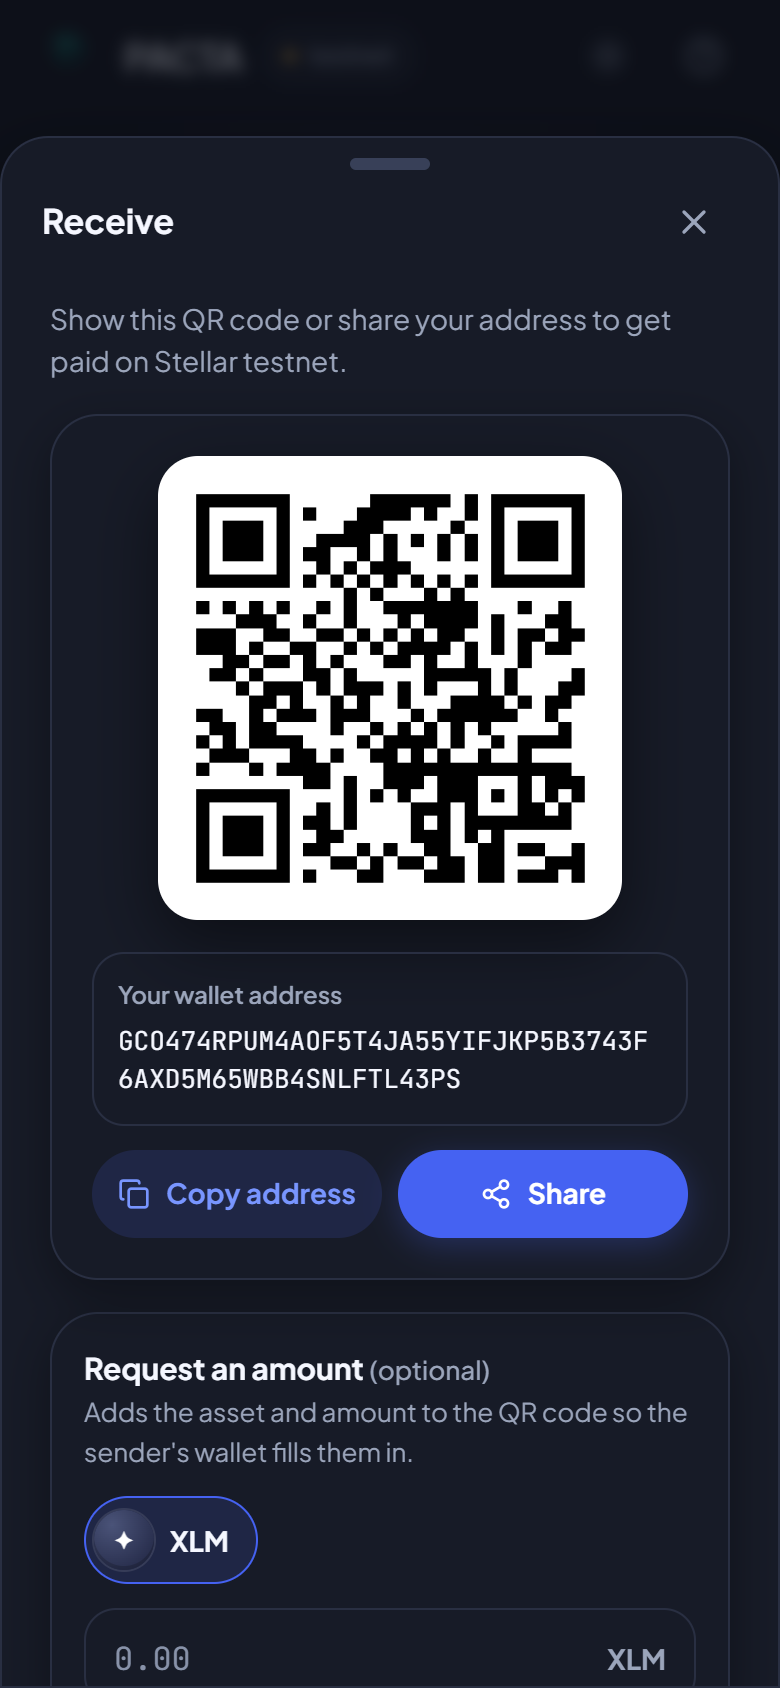 PACTA
Receive
Show this QR code or share your address to get
paid on Stellar testnet.
Your wallet address
GCO474RPUM4AOF5T4JA55YIFJKP5B3743F
6AXD5M65WBB4SNLFTL43PS
Copy address
Share
Request an amount (optional)
Adds the asset and amount to the QR code so the
sender's wallet fills them in.
XLM
0.00 XLM